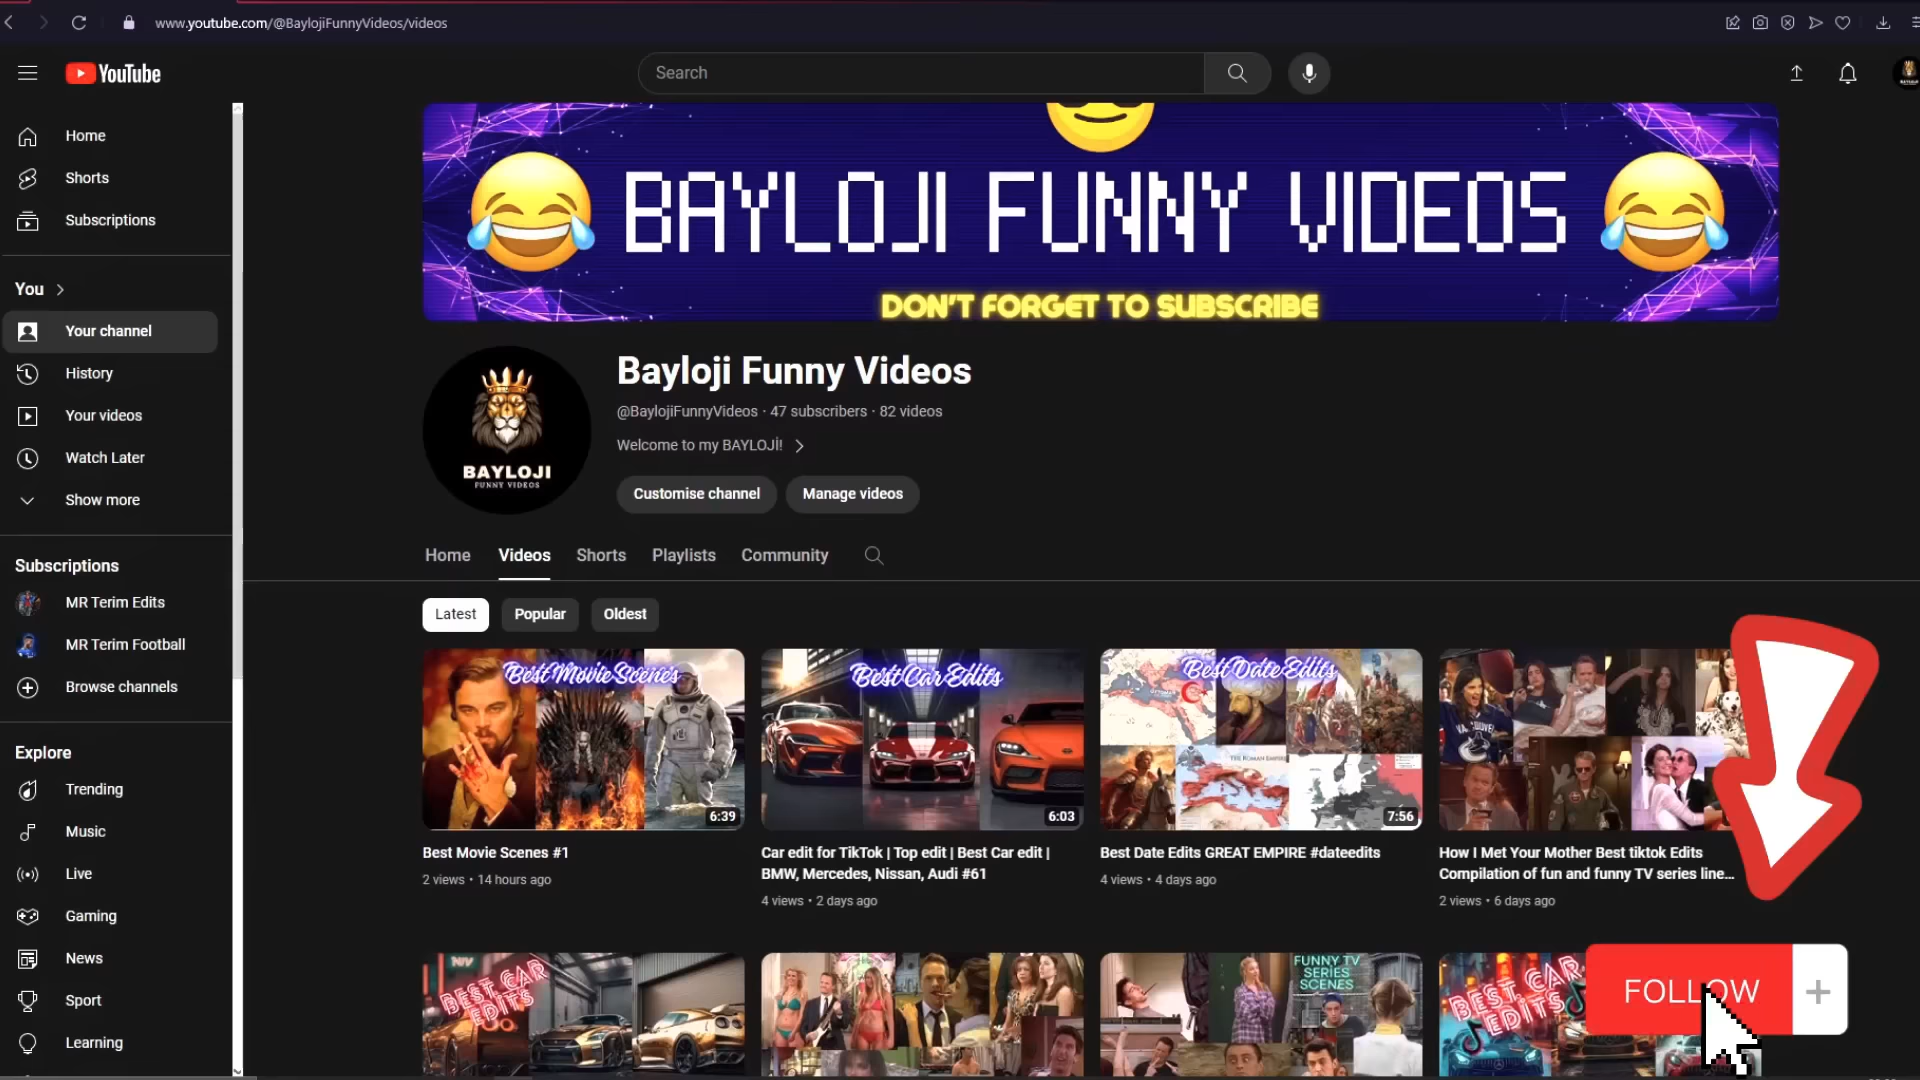 www.youtube.com/@BaylojiFunnyVideos/videos
YouTube
Search
Home
Shorts
Subscriptions
You
Your channel
History
Your videos
Watch Later
Show more
Subscriptions
MR Terim Edits
MR Terim Football
Browse channels
Explore
Trending
Music
Live
Gaming
News
Sport
Learning
BAYLOJI FUNNY VIDEOS
DON'T FORGET TO SUBSCRIBE
BAYLOJI
FUNNY VIDEOS
Bayloji Funny Videos
@BaylojiFunnyVideos · 47 subscribers · 82 videos
Welcome to my BAYLOJİ!
Customise channel
Manage videos
Home
Videos
Shorts
Playlists
Community
Latest
Popular
Oldest
Best Movie Scenes
6:39
Best Movie Scenes #1
2 views • 14 hours ago
Best Car Edits
6:03
Car edit for TikTok | Top edit | Best Car edit |
BMW, Mercedes, Nissan, Audi #61
4 views • 2 days ago
Best Date Edits
THE ROMAN EMPIRE
7:56
Best Date Edits GREAT EMPIRE #dateedits
4 views • 4 days ago
How I Met Your Mother Best tiktok Edits
Compilation of fun and funny TV series line...
2 views • 6 days ago
BEST CAR
EDITS
FUNNY TV
SERIES
SCENES
BEST CAR
EDITS
FOLLOW